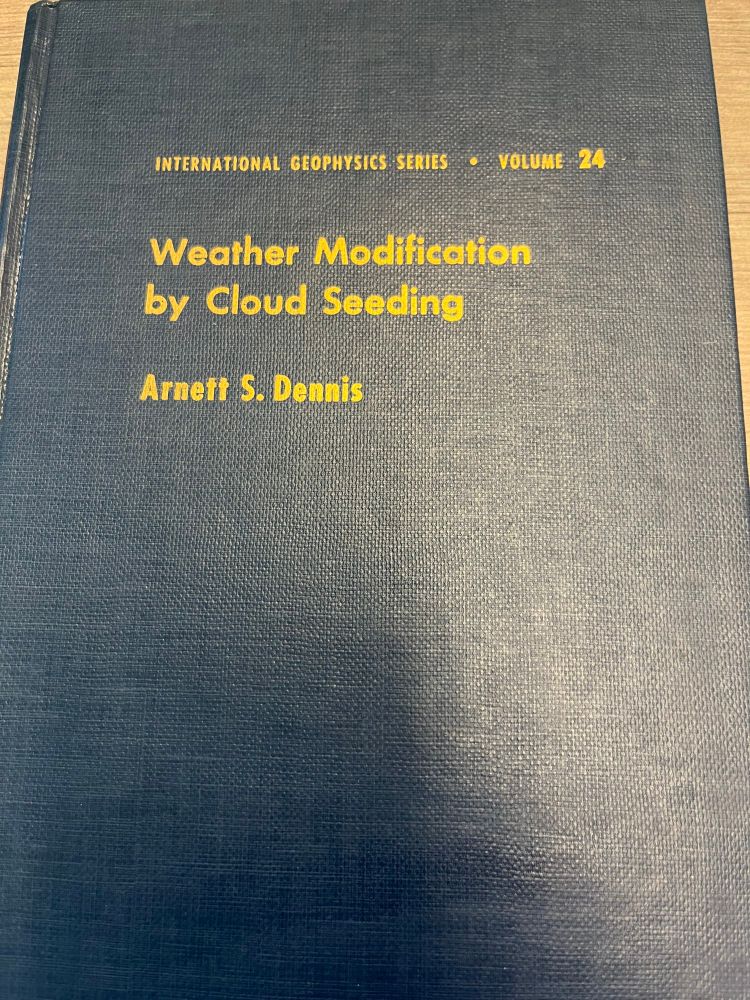 INTERNATIONAL GEOPHYSICS SERIES • VOLUME 24
Weather Modification
by Cloud Seeding
Arnett S. Dennis